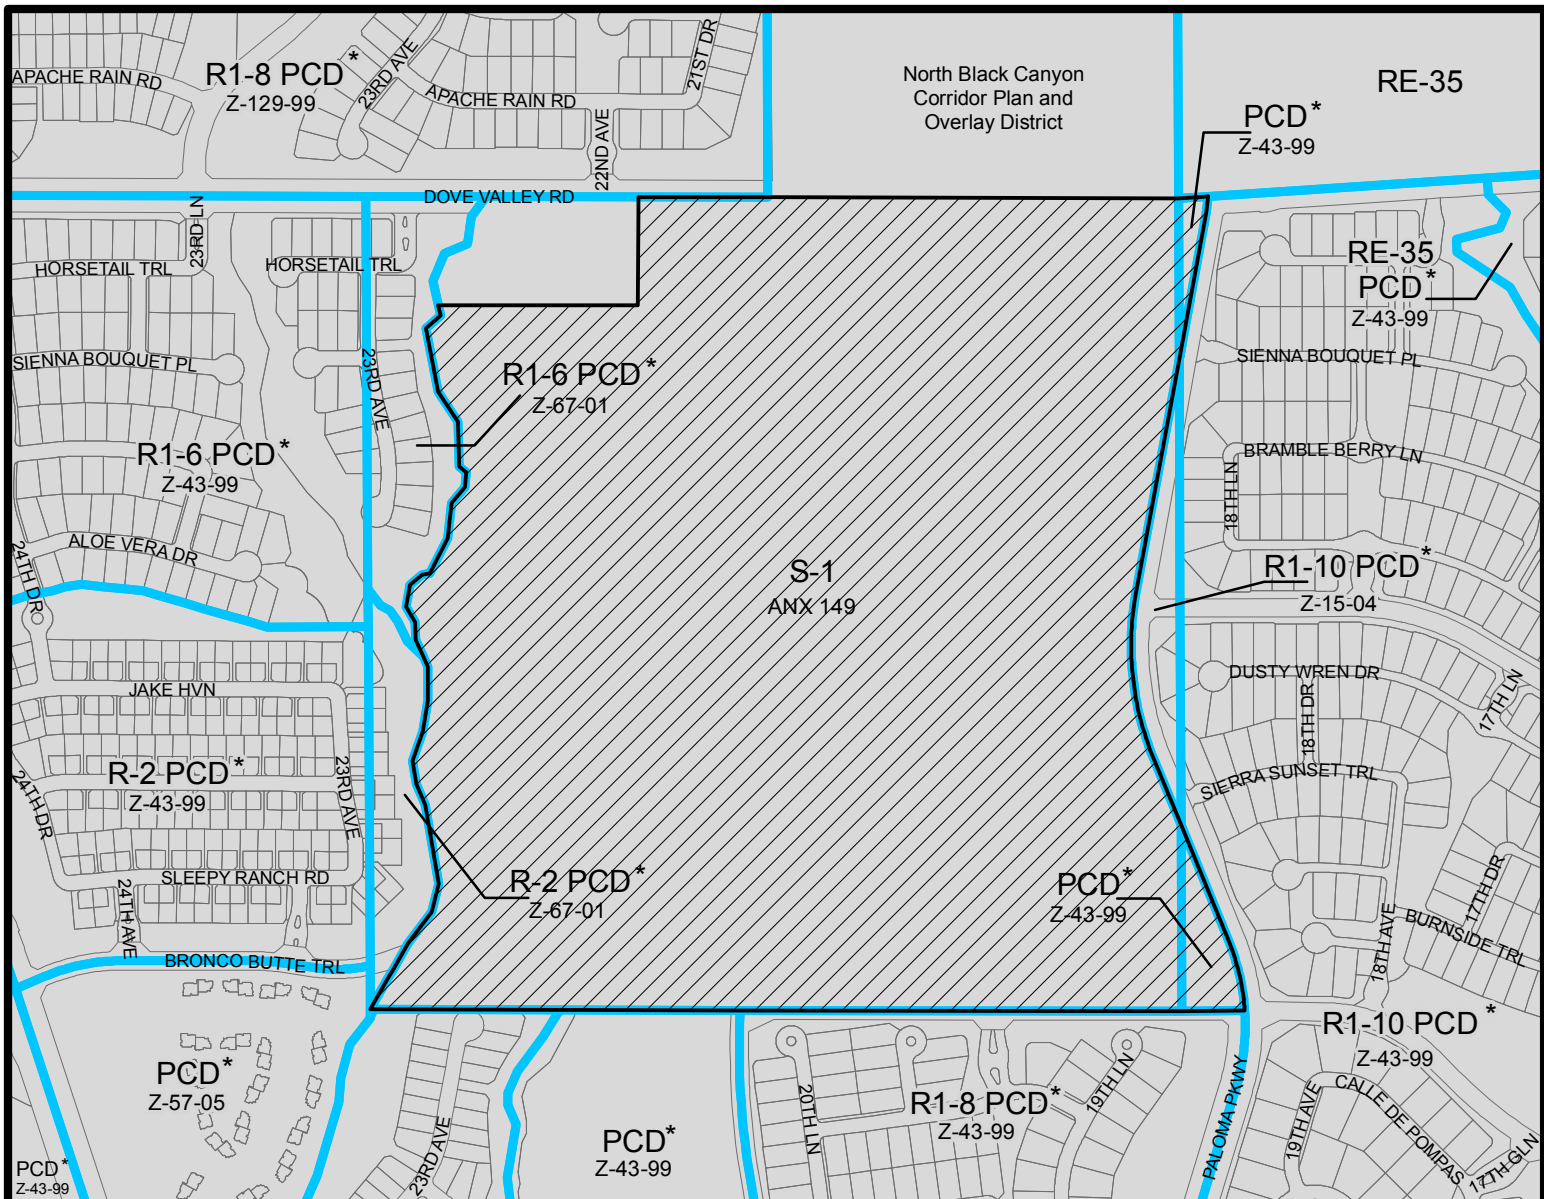 R1-8 PCD*
Z-129-99
APACHE RAIN RD
23RD AVE
APACHE RAIN RD
21ST DR
22ND AVE
North Black Canyon
Corridor Plan and
Overlay District
RE-35
PCD*
Z-43-99
DOVE VALLEY RD
23RD LN
HORSETAIL TRL
HORSETAIL TRL
RE-35
PCD*
Z-43-99
SIENNA BOUQUET PL
23RD AVE
R1-6 PCD*
Z-67-01
SIENNA BOUQUET PL
R1-6 PCD*
Z-43-99
BRAMBLE BERRY LN
18TH LN
ALOE VERA DR
24TH DR
S-1
ANX 149
R1-10 PCD*
Z-15-04
JAKE HVN
DUSTY WREN DR
18TH DR
17TH LN
R-2 PCD*
Z-43-99
24TH DR
23RD AVE
SIERRA SUNSET TRL
SLEEPY RANCH RD
24TH AVE
R-2 PCD*
Z-67-01
PCD*
Z-43-99
17TH DR
18TH AVE
BURNSIDE TRL
BRONCO BUTTE TRL
R1-10 PCD*
Z-43-99
PCD*
Z-57-05
23RD AVE
PCD*
Z-43-99
20TH LN
R1-8 PCD*
Z-43-99
19TH LN
PALOMA PKWY
19TH AVE
CALLE DE POMPAS
17TH GLN
PCD*
Z-43-99